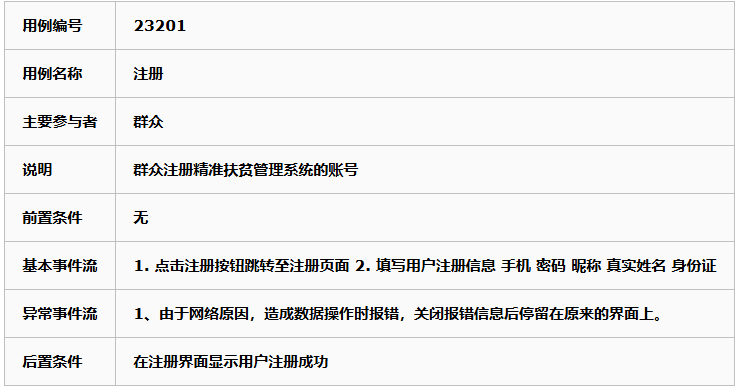 用例编号 23201
用例名称 注册
主要参与者 群众
说明 群众注册精准扶贫管理系统的账号
前置条件 无
基本事件流 1. 点击注册按钮跳转至注册页面 2. 填写用户注册信息 手机 密码 昵称 真实姓名 身份证
异常事件流 1、由于网络原因，造成数据操作时报错，关闭报错信息后停留在原来的界面上。
后置条件 在注册界面显示用户注册成功